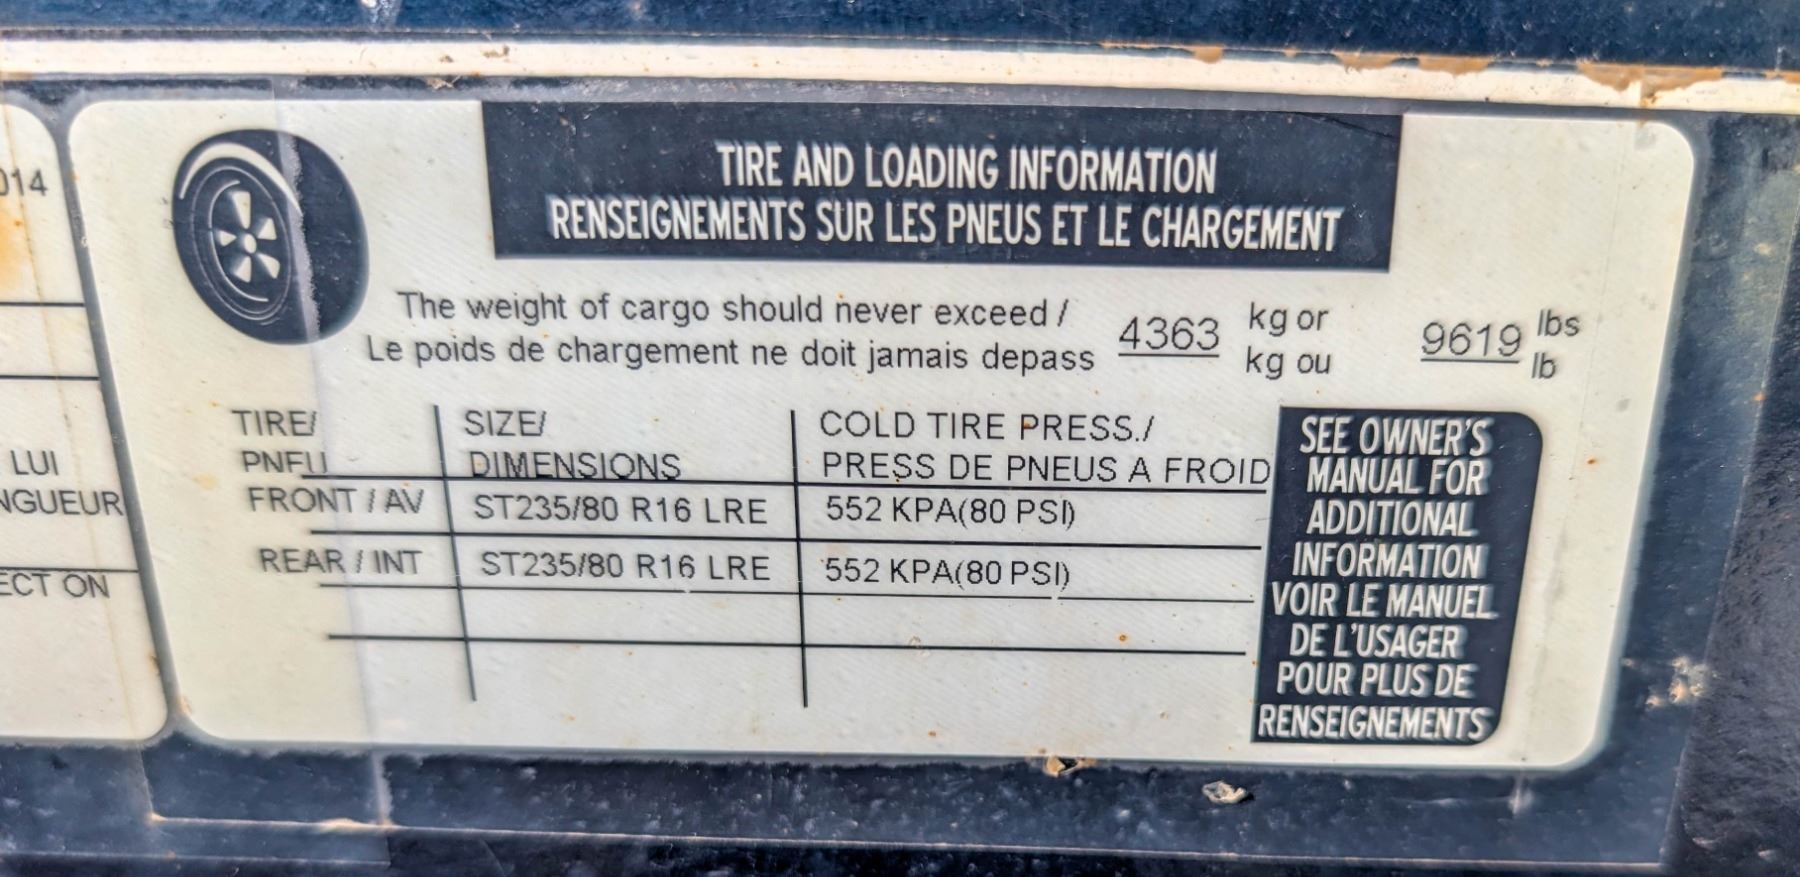 014
LUI
NGUEUR
ECT ON
TIRE AND LOADING INFORMATION
RENSEIGNEMENTS SUR LES PNEUS ET LE CHARGEMENT
The weight of cargo should never exceed / 4363 kg or 9619 lbs
Le poids de chargement ne doit jamais depass kg ou lb
TIRE/ SIZE/ COLD TIRE PRESS./
PNEU DIMENSIONS PRESS DE PNEUS A FROID
FRONT / AV ST235/80 R16 LRE 552 KPA(80 PSI)
REAR / INT ST235/80 R16 LRE 552 KPA(80 PSI)
SEE OWNER'S
MANUAL FOR
ADDITIONAL
INFORMATION
VOIR LE MANUEL
DE L'USAGER
POUR PLUS DE
RENSEIGNEMENTS